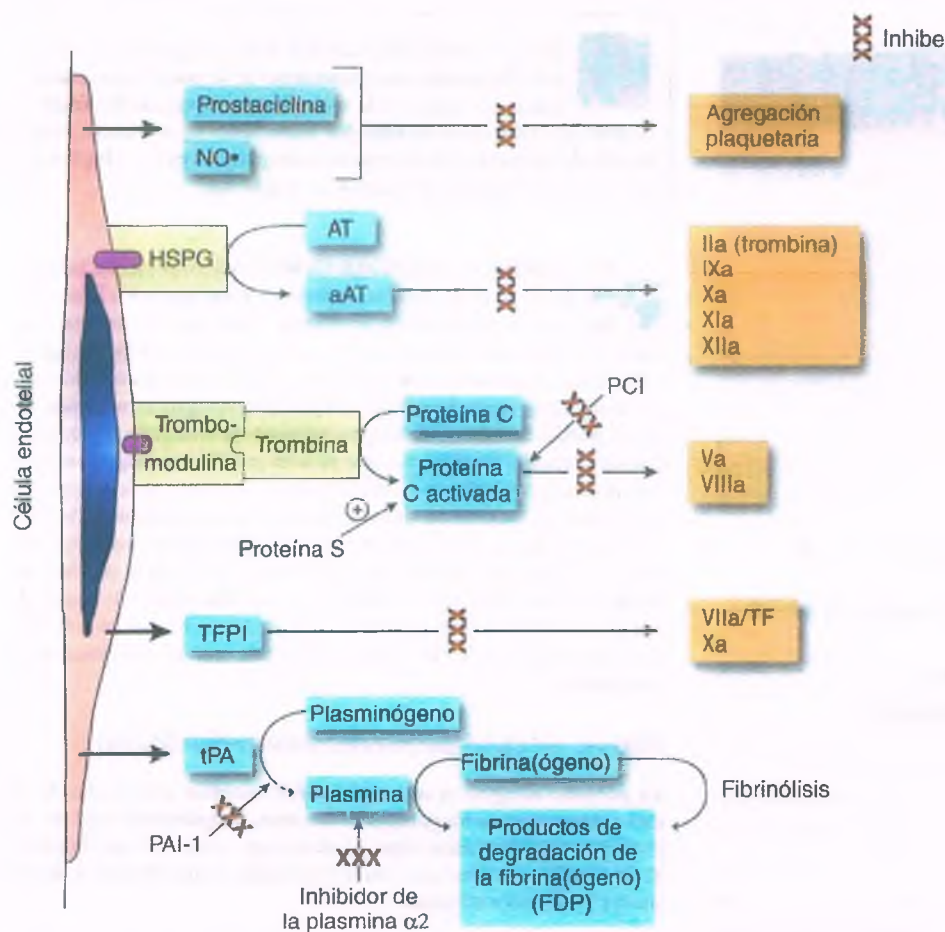 Inhibe
Prostaciclina
NO•
Agregación
plaquetaria
HSPG
AT
aAT
IIa (trombina)
IXa
Xa
XIa
XIIa
Célula endotelial
Trombo-
modulina
Trombina
Proteína C
Proteína
C activada
PCI
Va
VIIIa
+
Proteína S
TFPI
VIIa/TF
Xa
tPA
Plasminógeno
Plasmina
PAI-1
Inhibidor de
la plasmina α2
Fibrina(ógeno)
Fibrinólisis
Productos de
degradación de
la fibrina(ógeno)
(FDP)